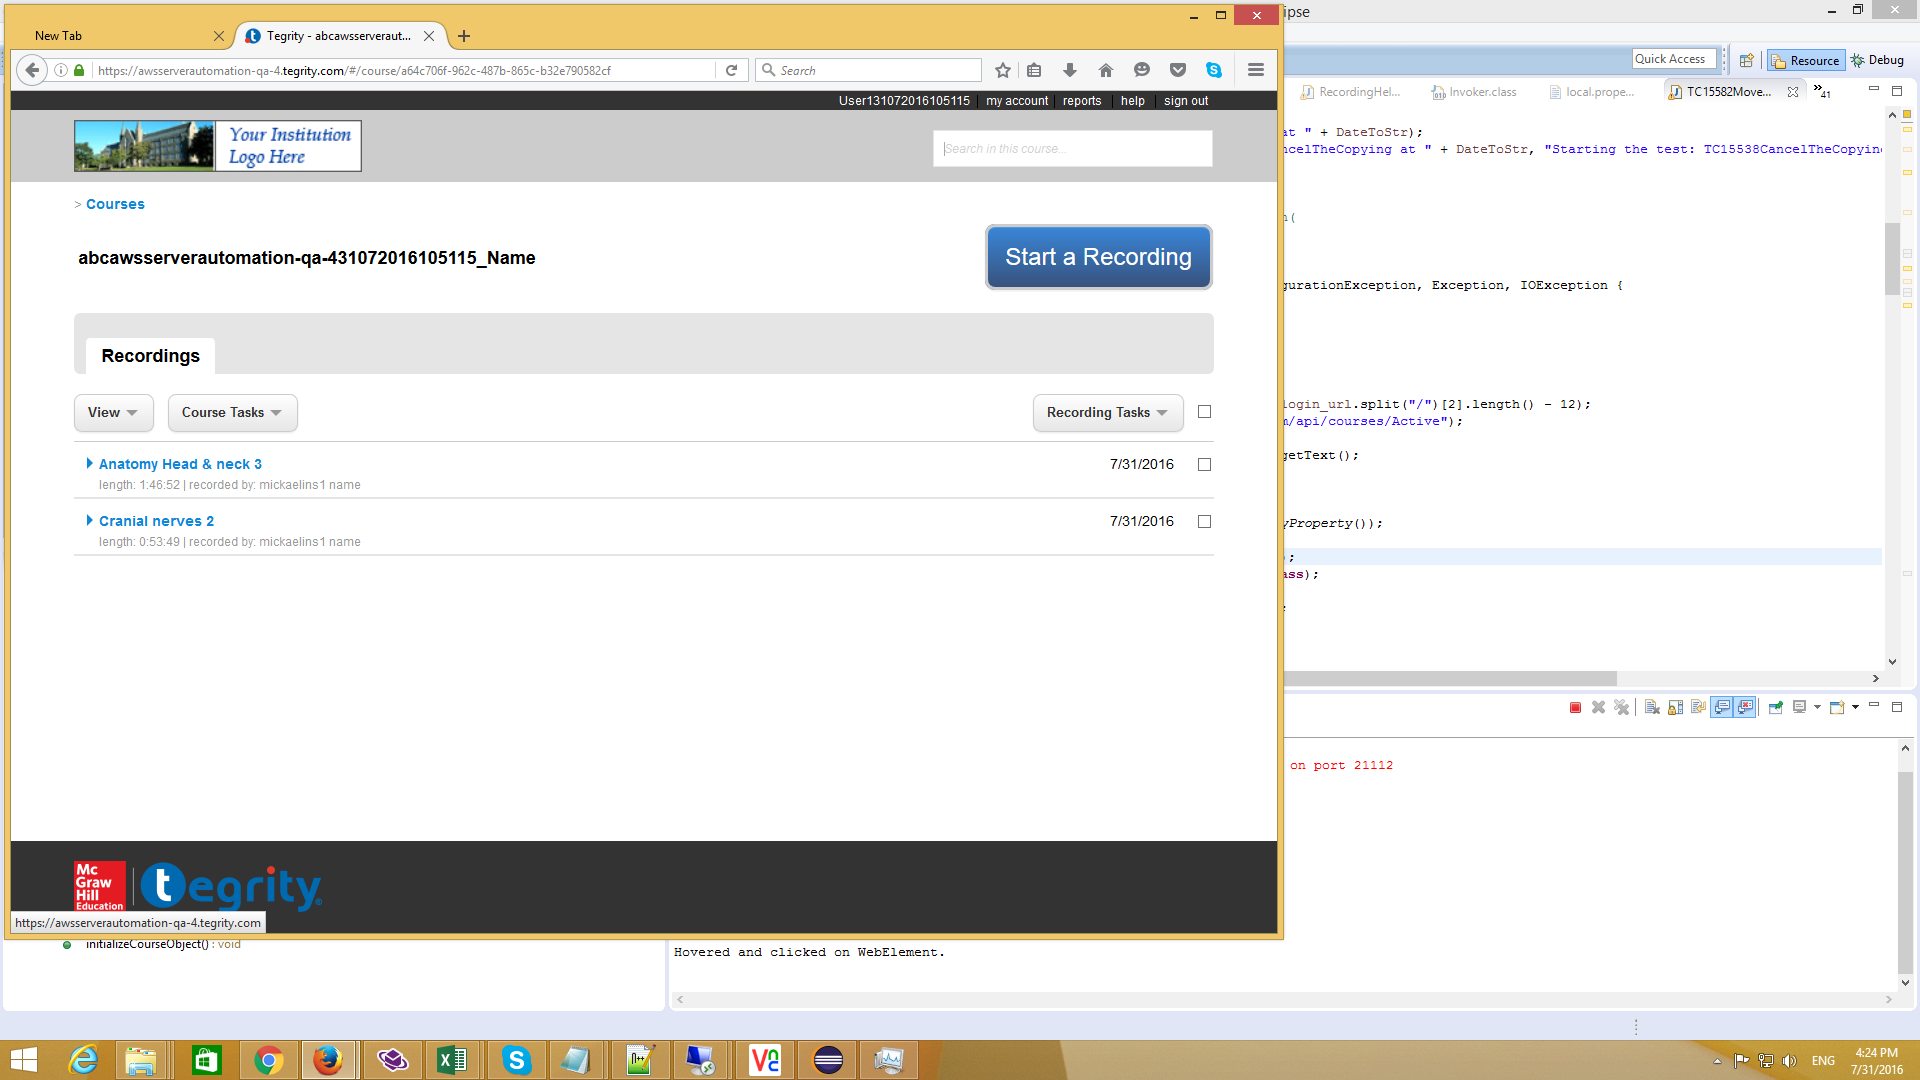 New Tab
Tegrity - abcawsserveraut...
https://awsserverautomation-qa-4.tegrity.com/#/course/a64c706f-962c-487b-865c-b32e790582cf
Search
User131072016105115 | my account | reports | help | sign out
Your Institution
Logo Here
Search in this course...
> Courses
abcawsserverautomation-qa-431072016105115_Name
Start a Recording
Recordings
View
Course Tasks
Recording Tasks
Anatomy Head & neck 3
7/31/2016
length: 1:46:52 | recorded by: mickaelins1 name
Cranial nerves 2
7/31/2016
length: 0:53:49 | recorded by: mickaelins1 name
Mc
Graw
Hill
Education
tegrity
https://awsserverautomation-qa-4.tegrity.com
initializeCourseObject() : void
ipse
Quick Access
Resource
Debug
RecordingHel...
Invoker.class
local.prope...
TC15582Move...
41
at " + DateToStr);
ncelTheCopying at " + DateToStr, "Starting the test: TC15538CancelTheCopying
n(
gurationException, Exception, IOException {
login_url.split("/")[2].length() - 12);
m/api/courses/Active");
getText();
yProperty());
;
ass);
;
on port 21112
Hovered and clicked on WebElement.
ENG
4:24 PM
7/31/2016